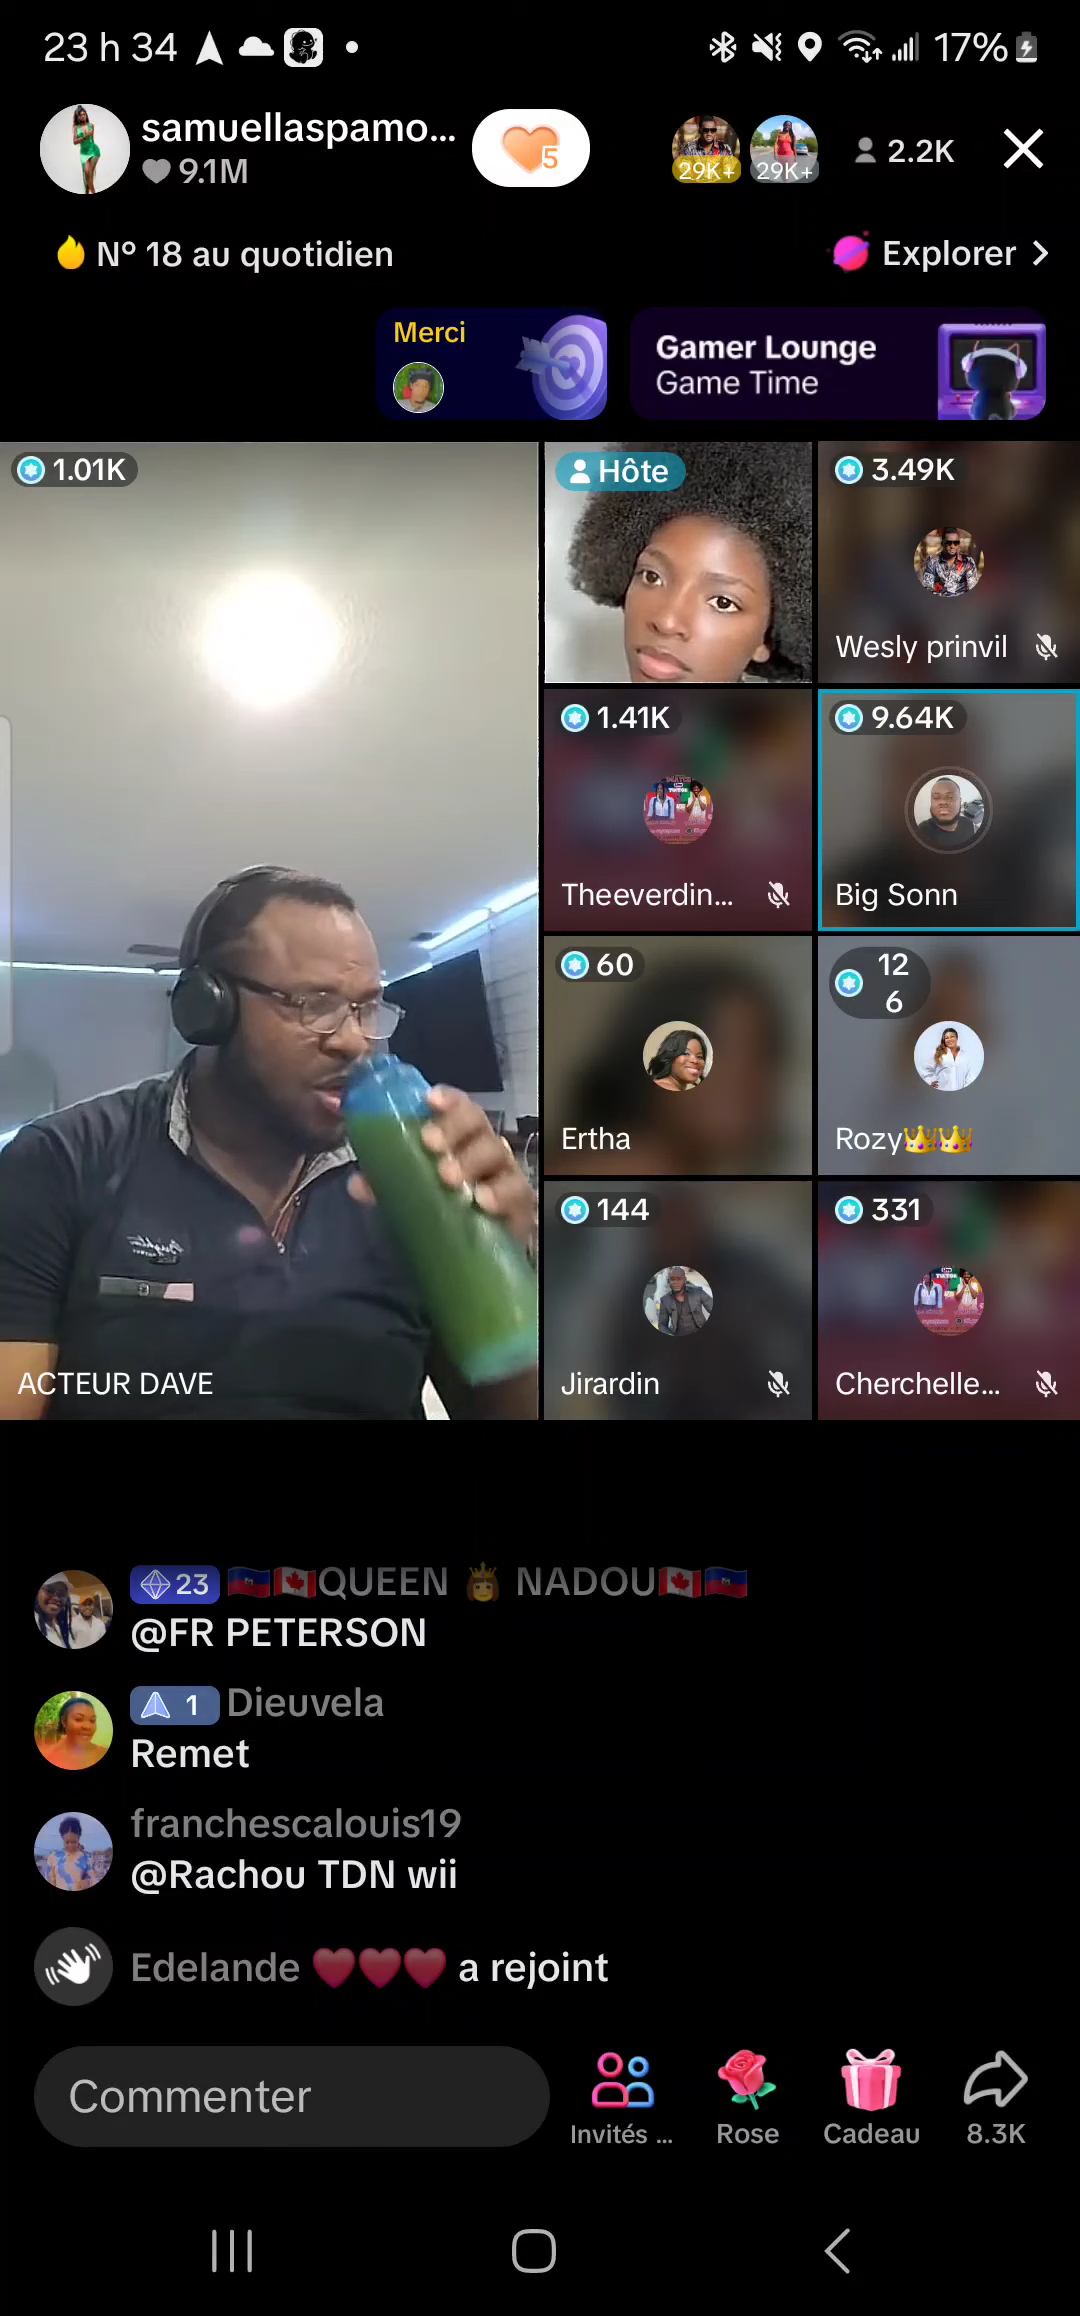 23 h 34
17%
samuellaspamo...
9.1M
5
29K+
29K+
2.2K
N° 18 au quotidien
Explorer
Merci
Gamer Lounge
Game Time
1.01K
Hôte
3.49K
Wesly prinvil
1.41K
9.64K
Theeverdin...
Big Sonn
60
12
6
Ertha
Rozy👑👑
144
331
ACTEUR DAVE
Jirardin
Cherchelle...
23 🇭🇹🇨🇦QUEEN 👸 NADOU🇨🇦🇭🇹
@FR PETERSON
1 Dieuvela
Remet
franchescalouis19
@Rachou TDN wii
Edelande ❤️❤️❤️ a rejoint
Commenter
Invités ...
Rose
Cadeau
8.3K